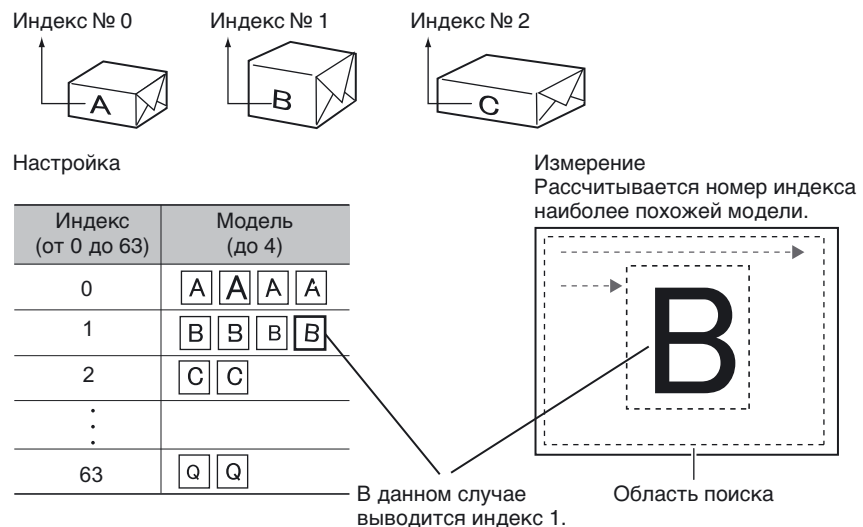 Индекс № 0
Индекс № 1
Индекс № 2
A
B
C
Настройка
Индекс
(от 0 до 63)
Модель
(до 4)
0
A A A A
1
B B B B
2
C C
63
Q Q
Измерение
Рассчитывается номер индекса
наиболее похожей модели.
B
В данном случае
выводится индекс 1.
Область поиска